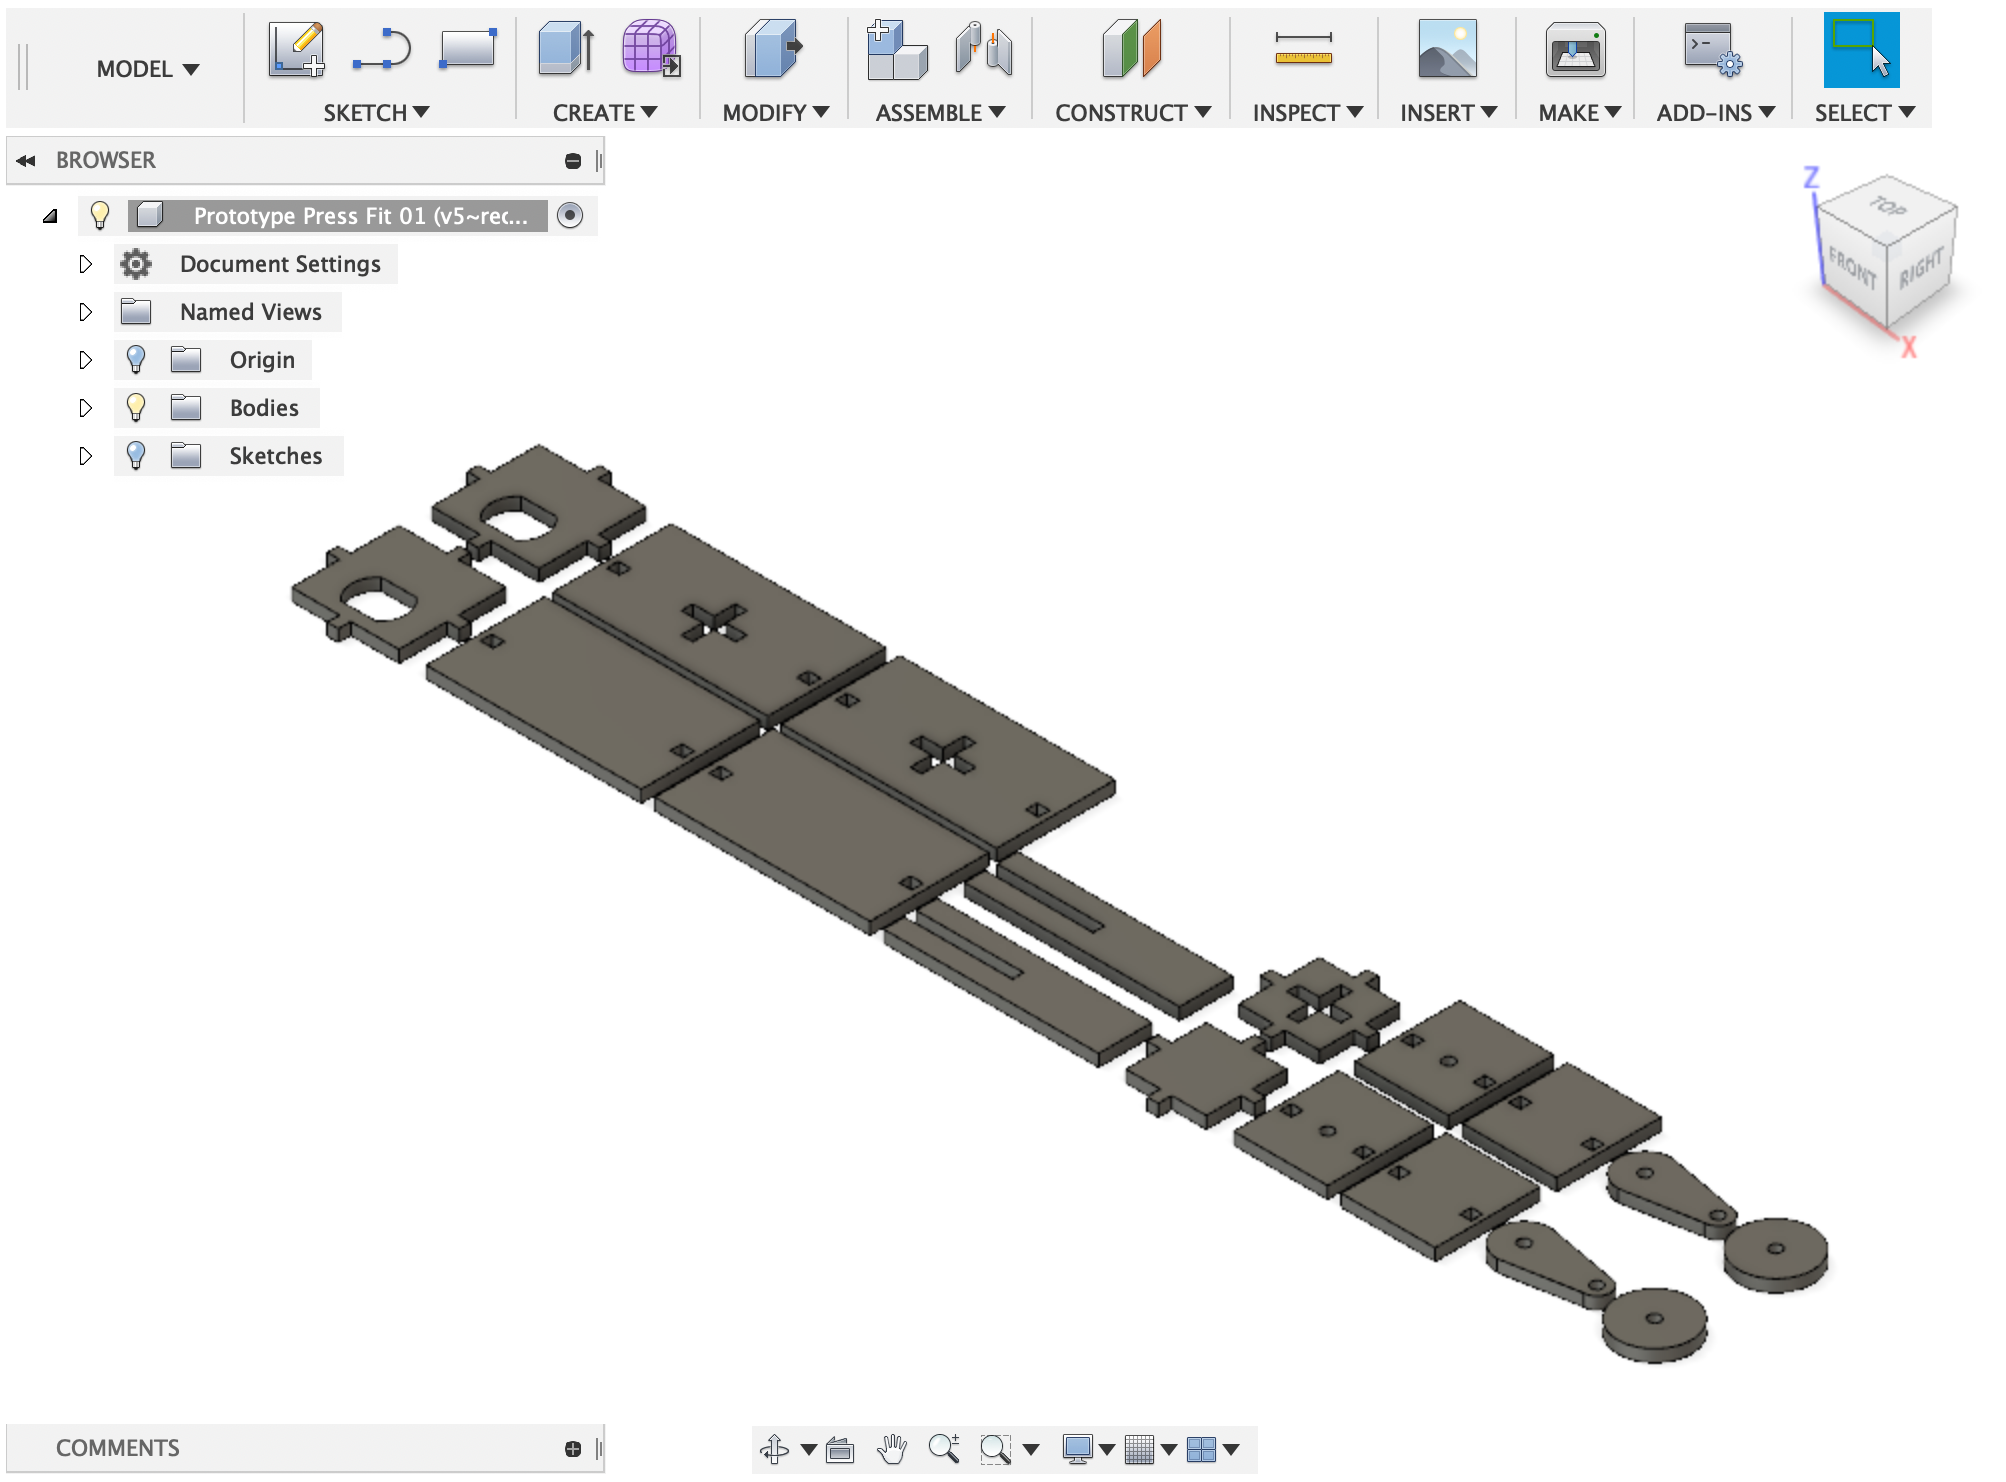 MODEL
SKETCH
CREATE
MODIFY
ASSEMBLE
CONSTRUCT
INSPECT
INSERT
MAKE
ADD-INS
SELECT
BROWSER
Prototype Press Fit 01 (v5~rec...
Document Settings
Named Views
Origin
Bodies
Sketches
Z
TOP
FRONT
RIGHT
X
COMMENTS